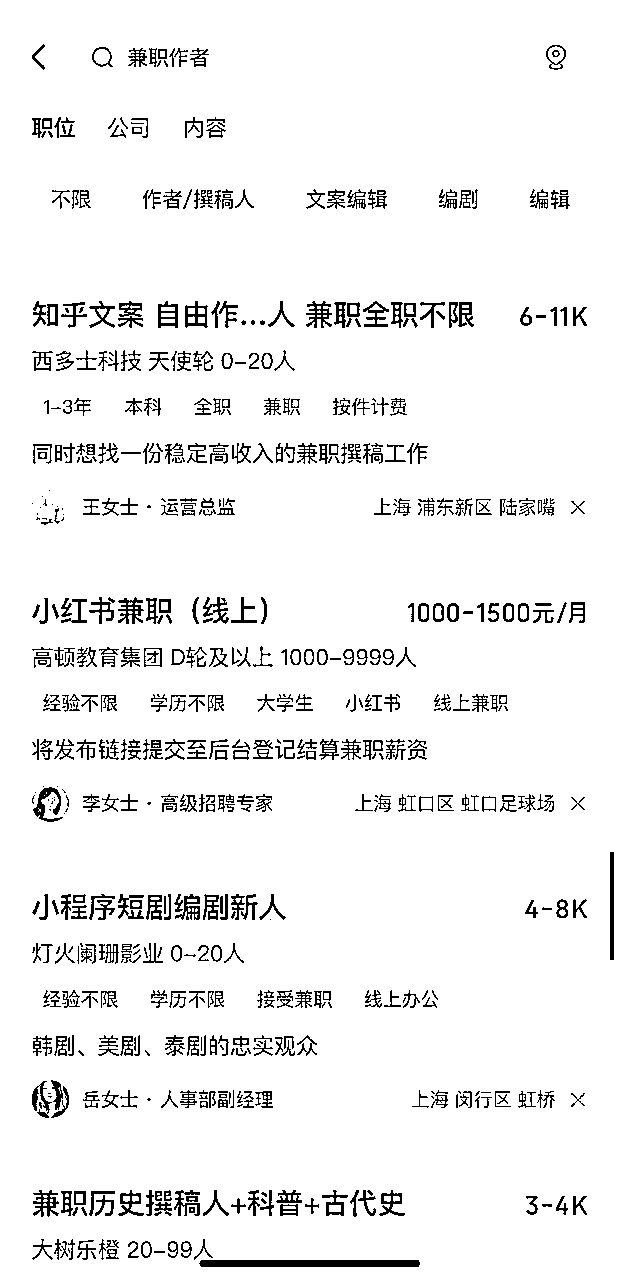 兼职作者
职位 公司 内容
不限 作者/撰稿人 文案编辑 编剧 编辑
知乎文案 自由作...人 兼职全职不限 6-11K
西多士科技 天使轮 0-20人
1-3年 本科 全职 兼职 按件计费
同时想找一份稳定高收入的兼职撰稿工作
王女士·运营总监 上海 浦东新区 陆家嘴
小红书兼职（线上） 1000-1500元/月
高顿教育集团 D轮及以上 1000-9999人
经验不限 学历不限 大学生 小红书 线上兼职
将发布链接提交至后台登记结算兼职薪资
李女士·高级招聘专家 上海 虹口区 虹口足球场
小程序短剧编剧新人 4-8K
灯火阑珊影业 0-20人
经验不限 学历不限 接受兼职 线上办公
韩剧、美剧、泰剧的忠实观众
岳女士·人事部副经理 上海 闵行区 虹桥
兼职历史撰稿人+科普+古代史 3-4K
大树乐橙 20-99人